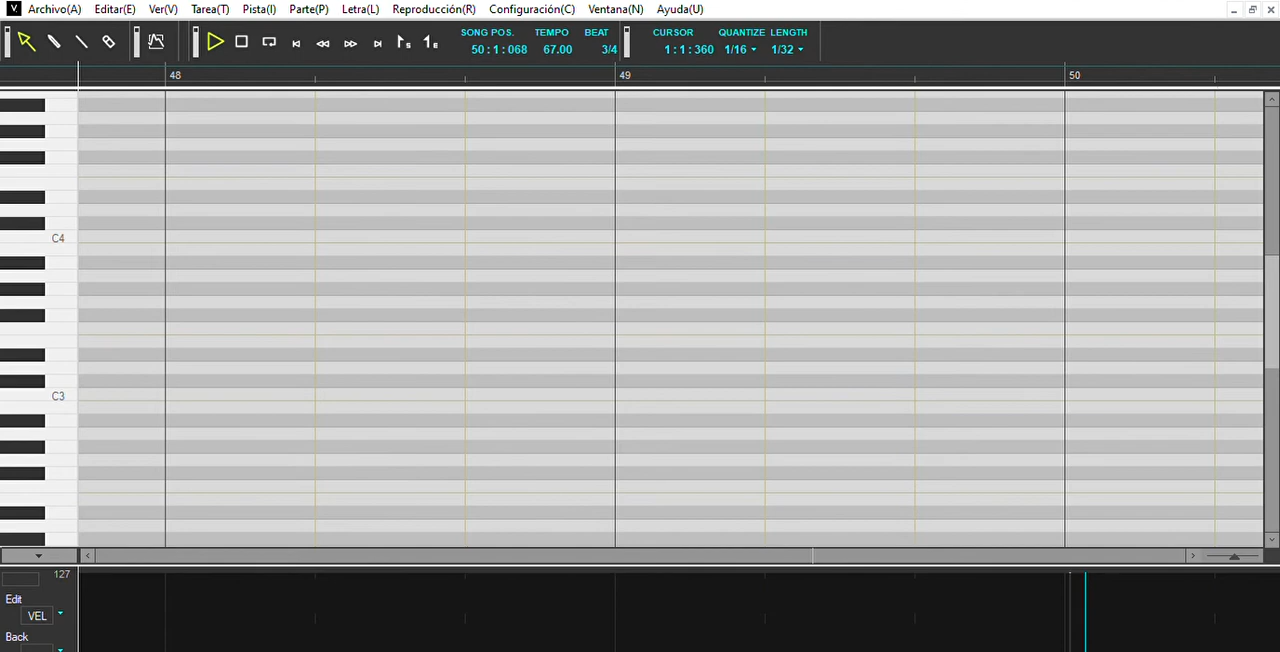 V. Archivo(A) Editar(E) Ver(V) Tarea(T) Pista(I) Parte(P) Letra(L) Reproducción(R) Configuración(C) Ventana(N) Ayuda(U)
SONG POS. TEMPO BEAT CURSOR QUANTIZE LENGTH
50 : 1 : 068 67.00 3/4 1 : 1 : 360 1/16 1/32
48 49 50
C4
C3
127
Edit
VEL
Back